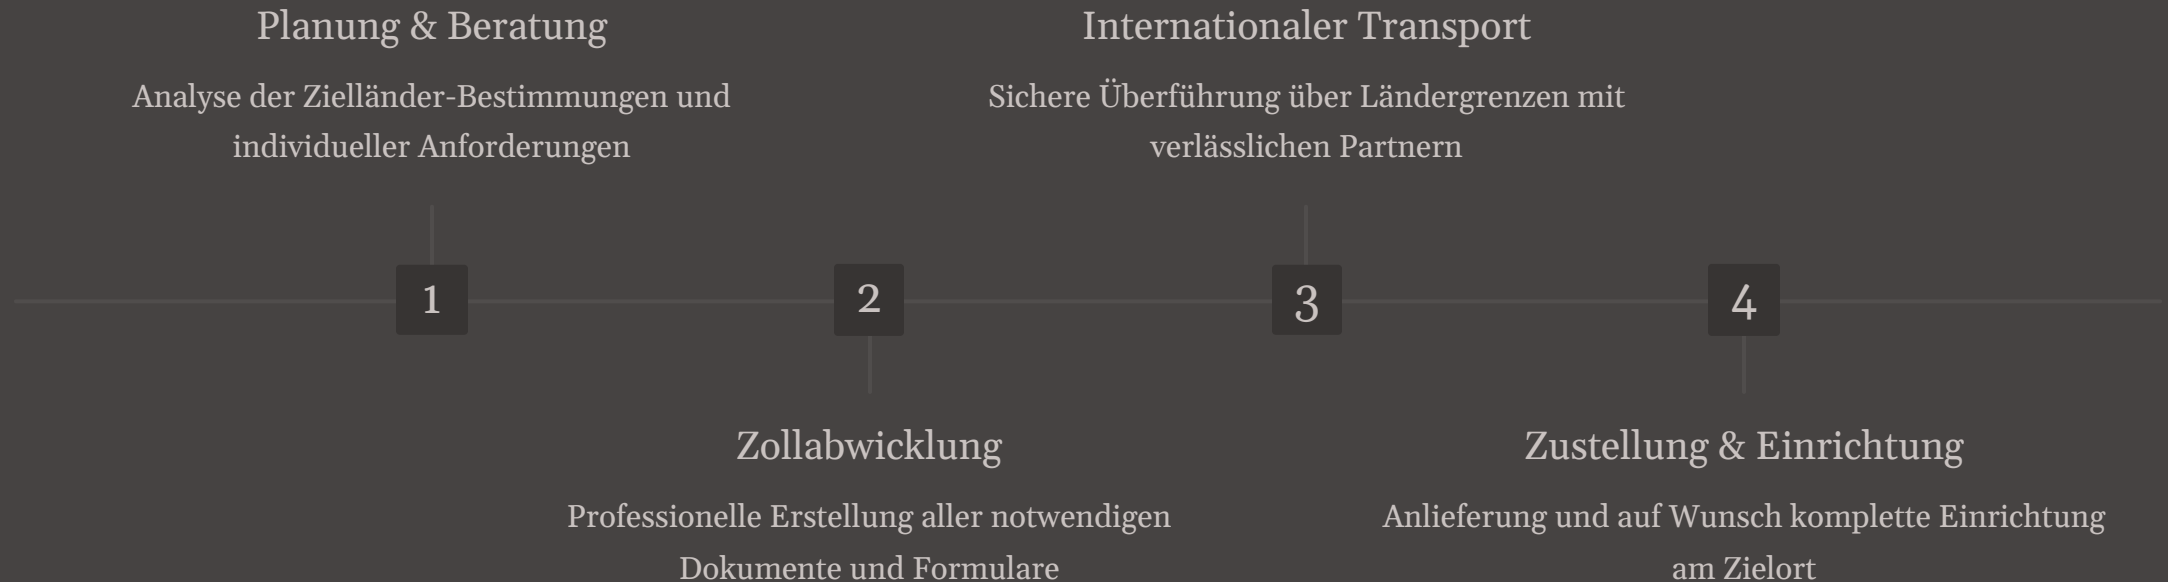 Planung & Beratung
Analyse der Zielländer-Bestimmungen und
individueller Anforderungen
1
2
Zollabwicklung
Professionelle Erstellung aller notwendigen
Dokumente und Formulare
Internationaler Transport
Sichere Überführung über Ländergrenzen mit
verlässlichen Partnern
3
4
Zustellung & Einrichtung
Anlieferung und auf Wunsch komplette Einrichtung
am Zielort